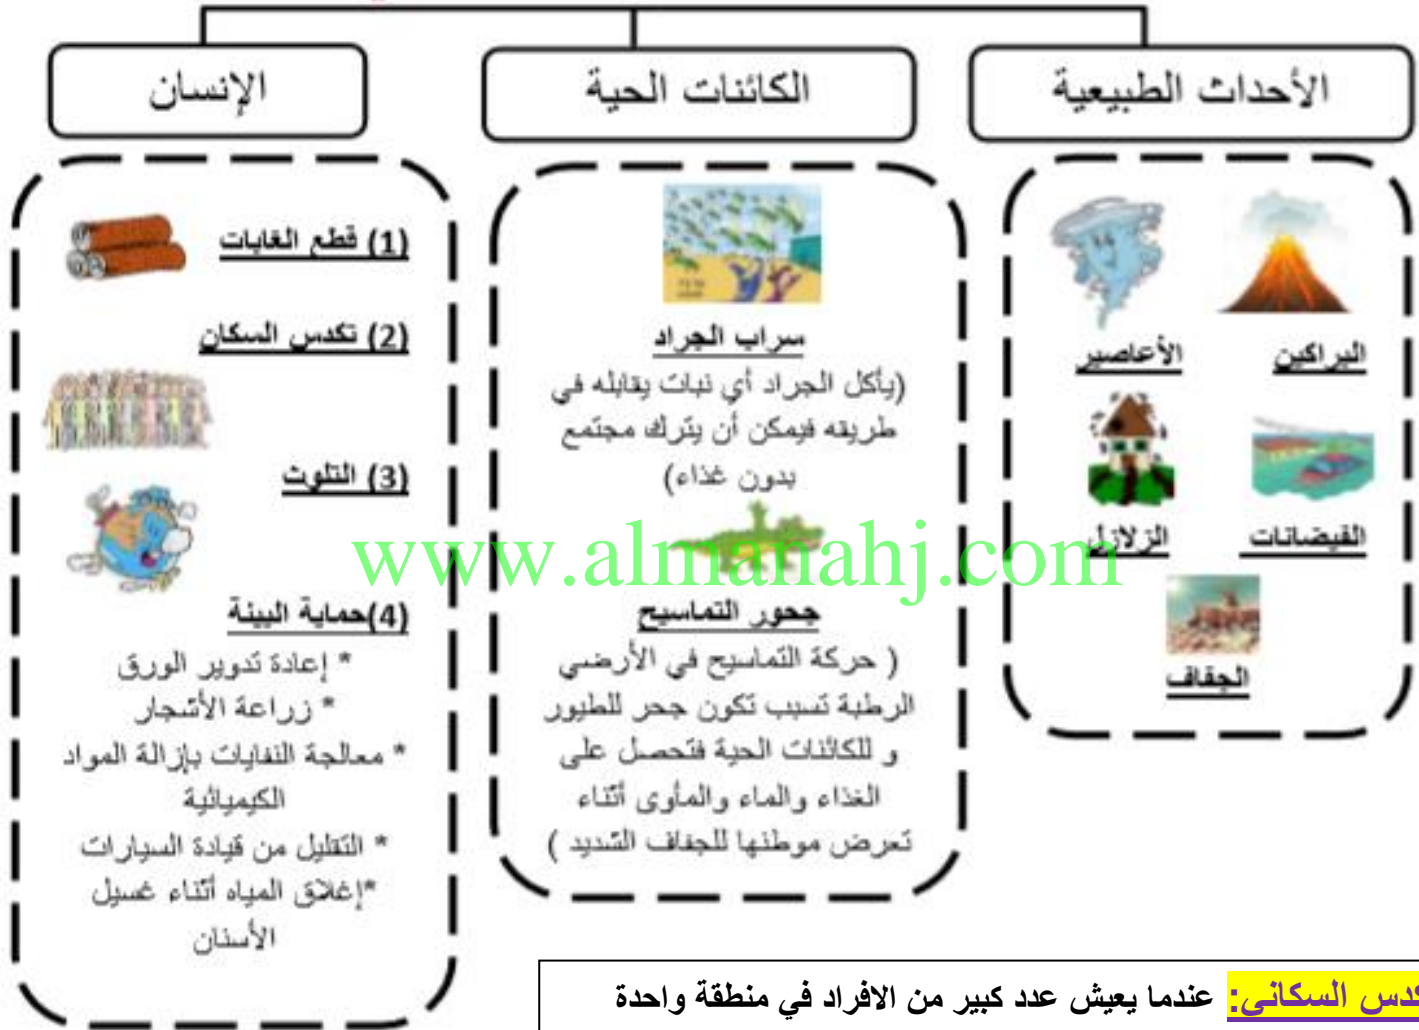 الأحداث الطبيعية
الكائنات الحية
الإنسان
البراكين
الأعاصير
الفيضانات
الزلازل
الجفاف
سراب الجراد
(يأكل الجراد أي نبات يقابله في
طريقه فيمكن أن يترك مجتمع
بدون غذاء)
جحور التماسيح
( حركة التماسيح في الأرضي
الرطبة تسبب تكون جحر للطيور
و للكائنات الحية فتحصل على
الغذاء والماء والمأوى أثناء
تعرض موطنها للجفاف الشديد )
(1) قطع الغابات
(2) تكدس السكان
(3) التلوث
(4)حماية البيئة
* إعادة تدوير الورق
* زراعة الأشجار
* معالجة النفايات بإزالة المواد
الكيميائية
* التقليل من قيادة السيارات
*إغلاق المياه أثناء غسيل
الأسنان
www.almanahj.com
كدس السكاني: عندما يعيش عدد كبير من الافراد في منطقة واحدة